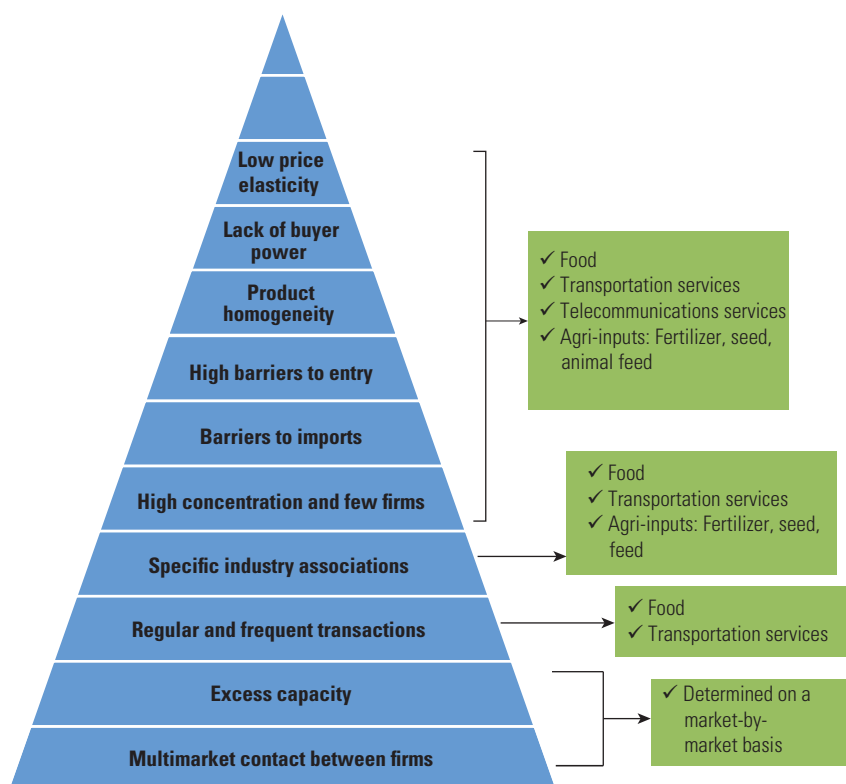 Low price
elasticity
Lack of buyer
power
Product
homogeneity
High barriers to entry
Barriers to imports
High concentration and few firms
Specific industry associations
Regular and frequent transactions
Excess capacity
Multimarket contact between firms
✓ Food
✓ Transportation services
✓ Telecommunications services
✓ Agri-inputs: Fertilizer, seed,
animal feed
✓ Food
✓ Transportation services
✓ Agri-inputs: Fertilizer, seed,
feed
✓ Food
✓ Transportation services
✓ Determined on a
market-by-
market basis